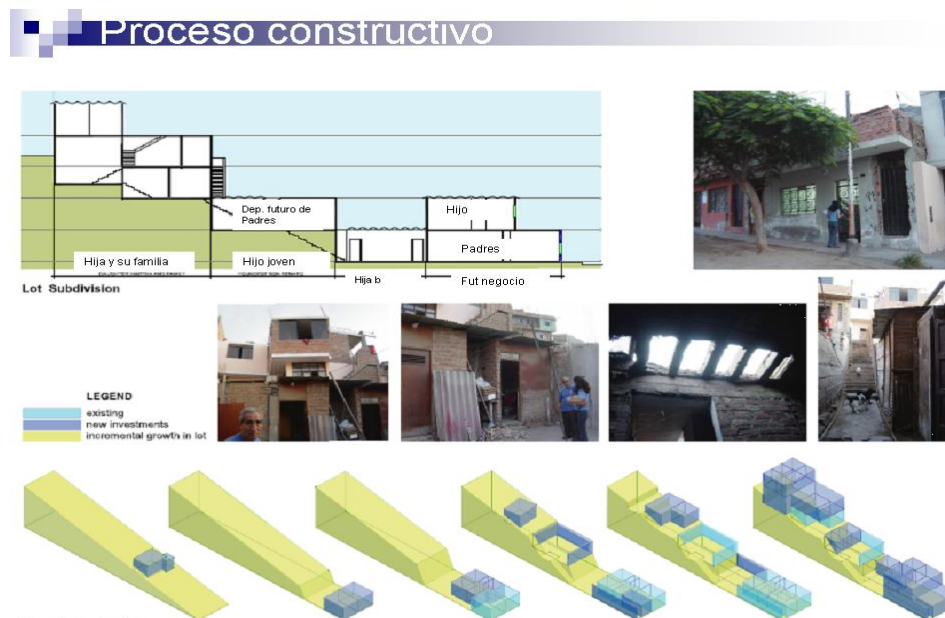 Proceso constructivo
Dep. futuro de
Padres
Hijo
Padres
Hija y su familia
Hijo joven
Hija b
Fut negocio
Lot Subdivision
LEGEND
existing
new investments
incremental growth in lot